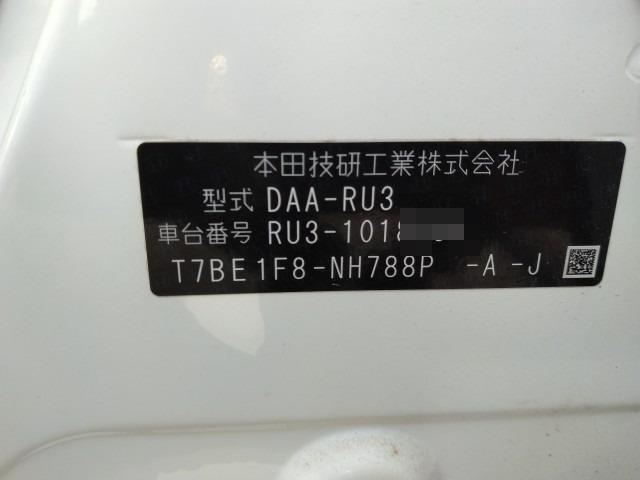 本田技研工業株式会社
型式 DAA-RU3
車台番号 RU3-1018
T7BE1F8-NH788P -A -J